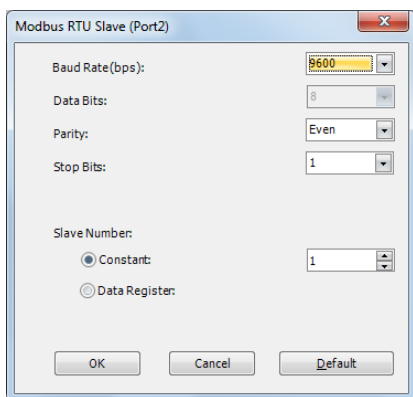 Modbus RTU Slave (Port2)
Baud Rate(bps): 9600
Data Bits: 8
Parity: Even
Stop Bits: 1
Slave Number:
Constant: 1
Data Register:
OK Cancel Default